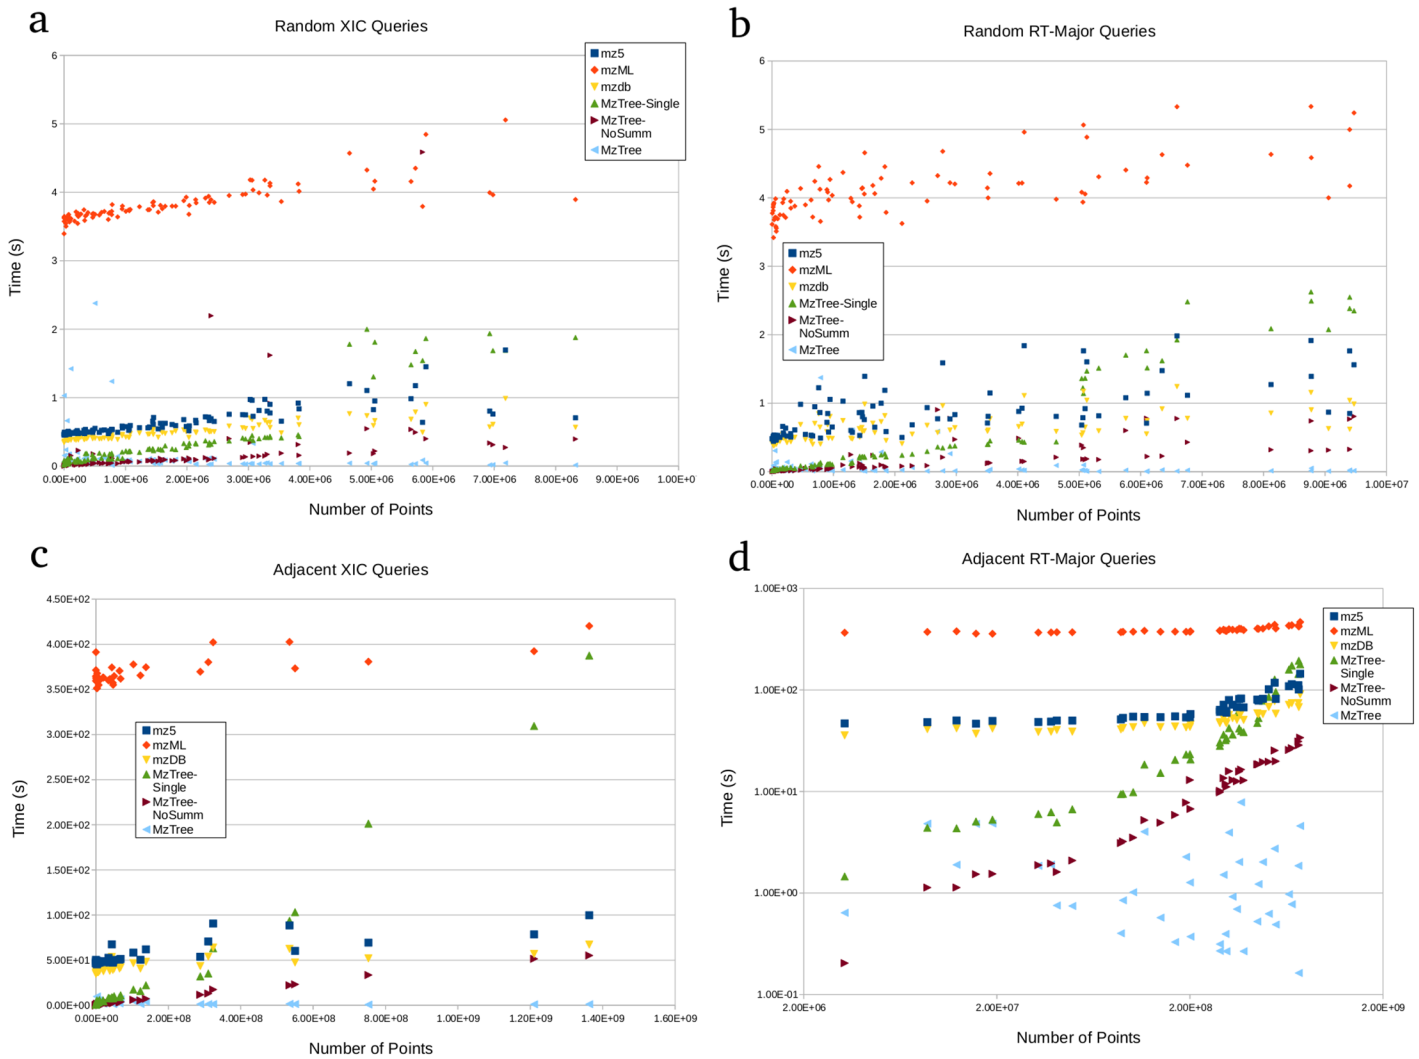 a
Random XIC Queries
6
5
4
3
2
1
0
Time (s)
mz5
mzML
mzdb
MzTree-Single
MzTree-
NoSumm
MzTree
0.00E+00 1.00E+06 2.00E+06 3.00E+06 4.00E+06 5.00E+06 6.00E+06 7.00E+06 8.00E+06 9.00E+06 1.00E+0
Number of Points
b
Random RT-Major Queries
6
5
4
3
2
1
0
Time (s)
mz5
mzML
mzdb
MzTree-Single
MzTree-
NoSumm
MzTree
0.00E+00 1.00E+06 2.00E+06 3.00E+06 4.00E+06 5.00E+06 6.00E+06 7.00E+06 8.00E+06 9.00E+06 1.00E+07
Number of Points
c
Adjacent XIC Queries
4.50E+02
4.00E+02
3.50E+02
3.00E+02
2.50E+02
2.00E+02
1.50E+02
1.00E+02
5.00E+01
0.00E+00
Time (s)
mz5
mzML
mzDB
MzTree-
Single
MzTree-
NoSumm
MzTree
0.00E+00 2.00E+08 4.00E+08 6.00E+08 8.00E+08 1.00E+09 1.20E+09 1.40E+09 1.60E+09
Number of Points
d
Adjacent RT-Major Queries
1.00E+03
1.00E+02
1.00E+01
1.00E+00
1.00E-01
Time (s)
mz5
mzML
mzDB
MzTree-
Single
MzTree-
NoSumm
MzTree
2.00E+06 2.00E+07 2.00E+08 2.00E+09
Number of Points